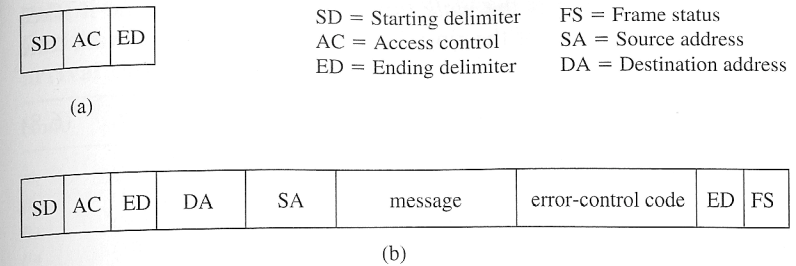 SD AC ED
(a)
SD = Starting delimiter
AC = Access control
ED = Ending delimiter
FS = Frame status
SA = Source address
DA = Destination address
SD AC ED DA SA message error-control code ED FS
(b)